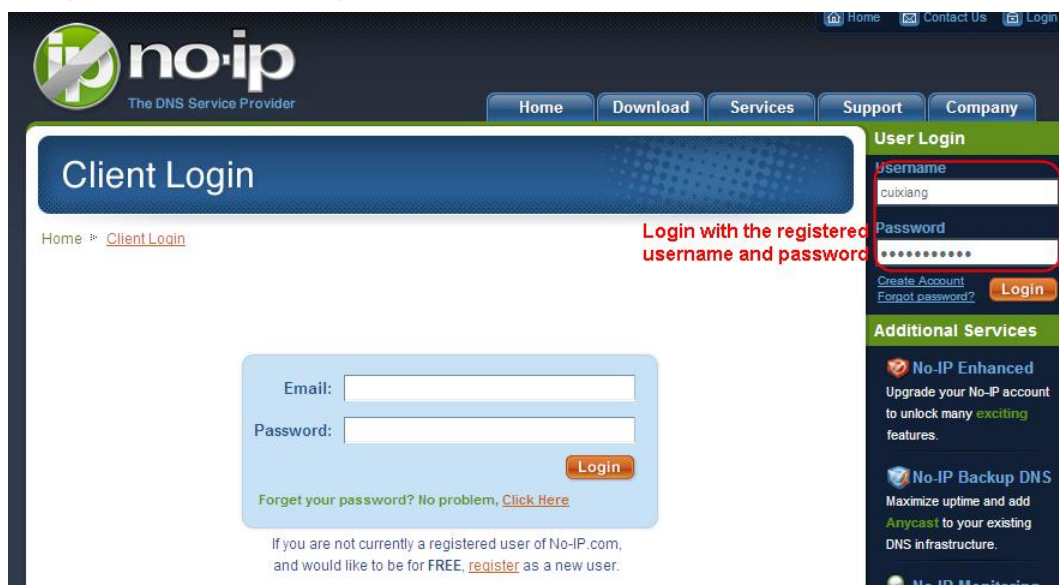 Home Contact Us Login
ip no·ip
The DNS Service Provider
Home Download Services Support Company
Client Login
Home Client Login
Login with the registered
username and password
Email:
Password:
Login
Forget your password? No problem, Click Here
If you are not currently a registered user of No-IP.com,
and would like to be for FREE, register as a new user.
User Login
Username
cuixiang
Password
•••••••••••
Create Account
Forgot password?
Login
Additional Services
No-IP Enhanced
Upgrade your No-IP account
to unlock many exciting
features.
No-IP Backup DNS
Maximize uptime and add
Anycast to your existing
DNS infrastructure.
No-IP Monitoring